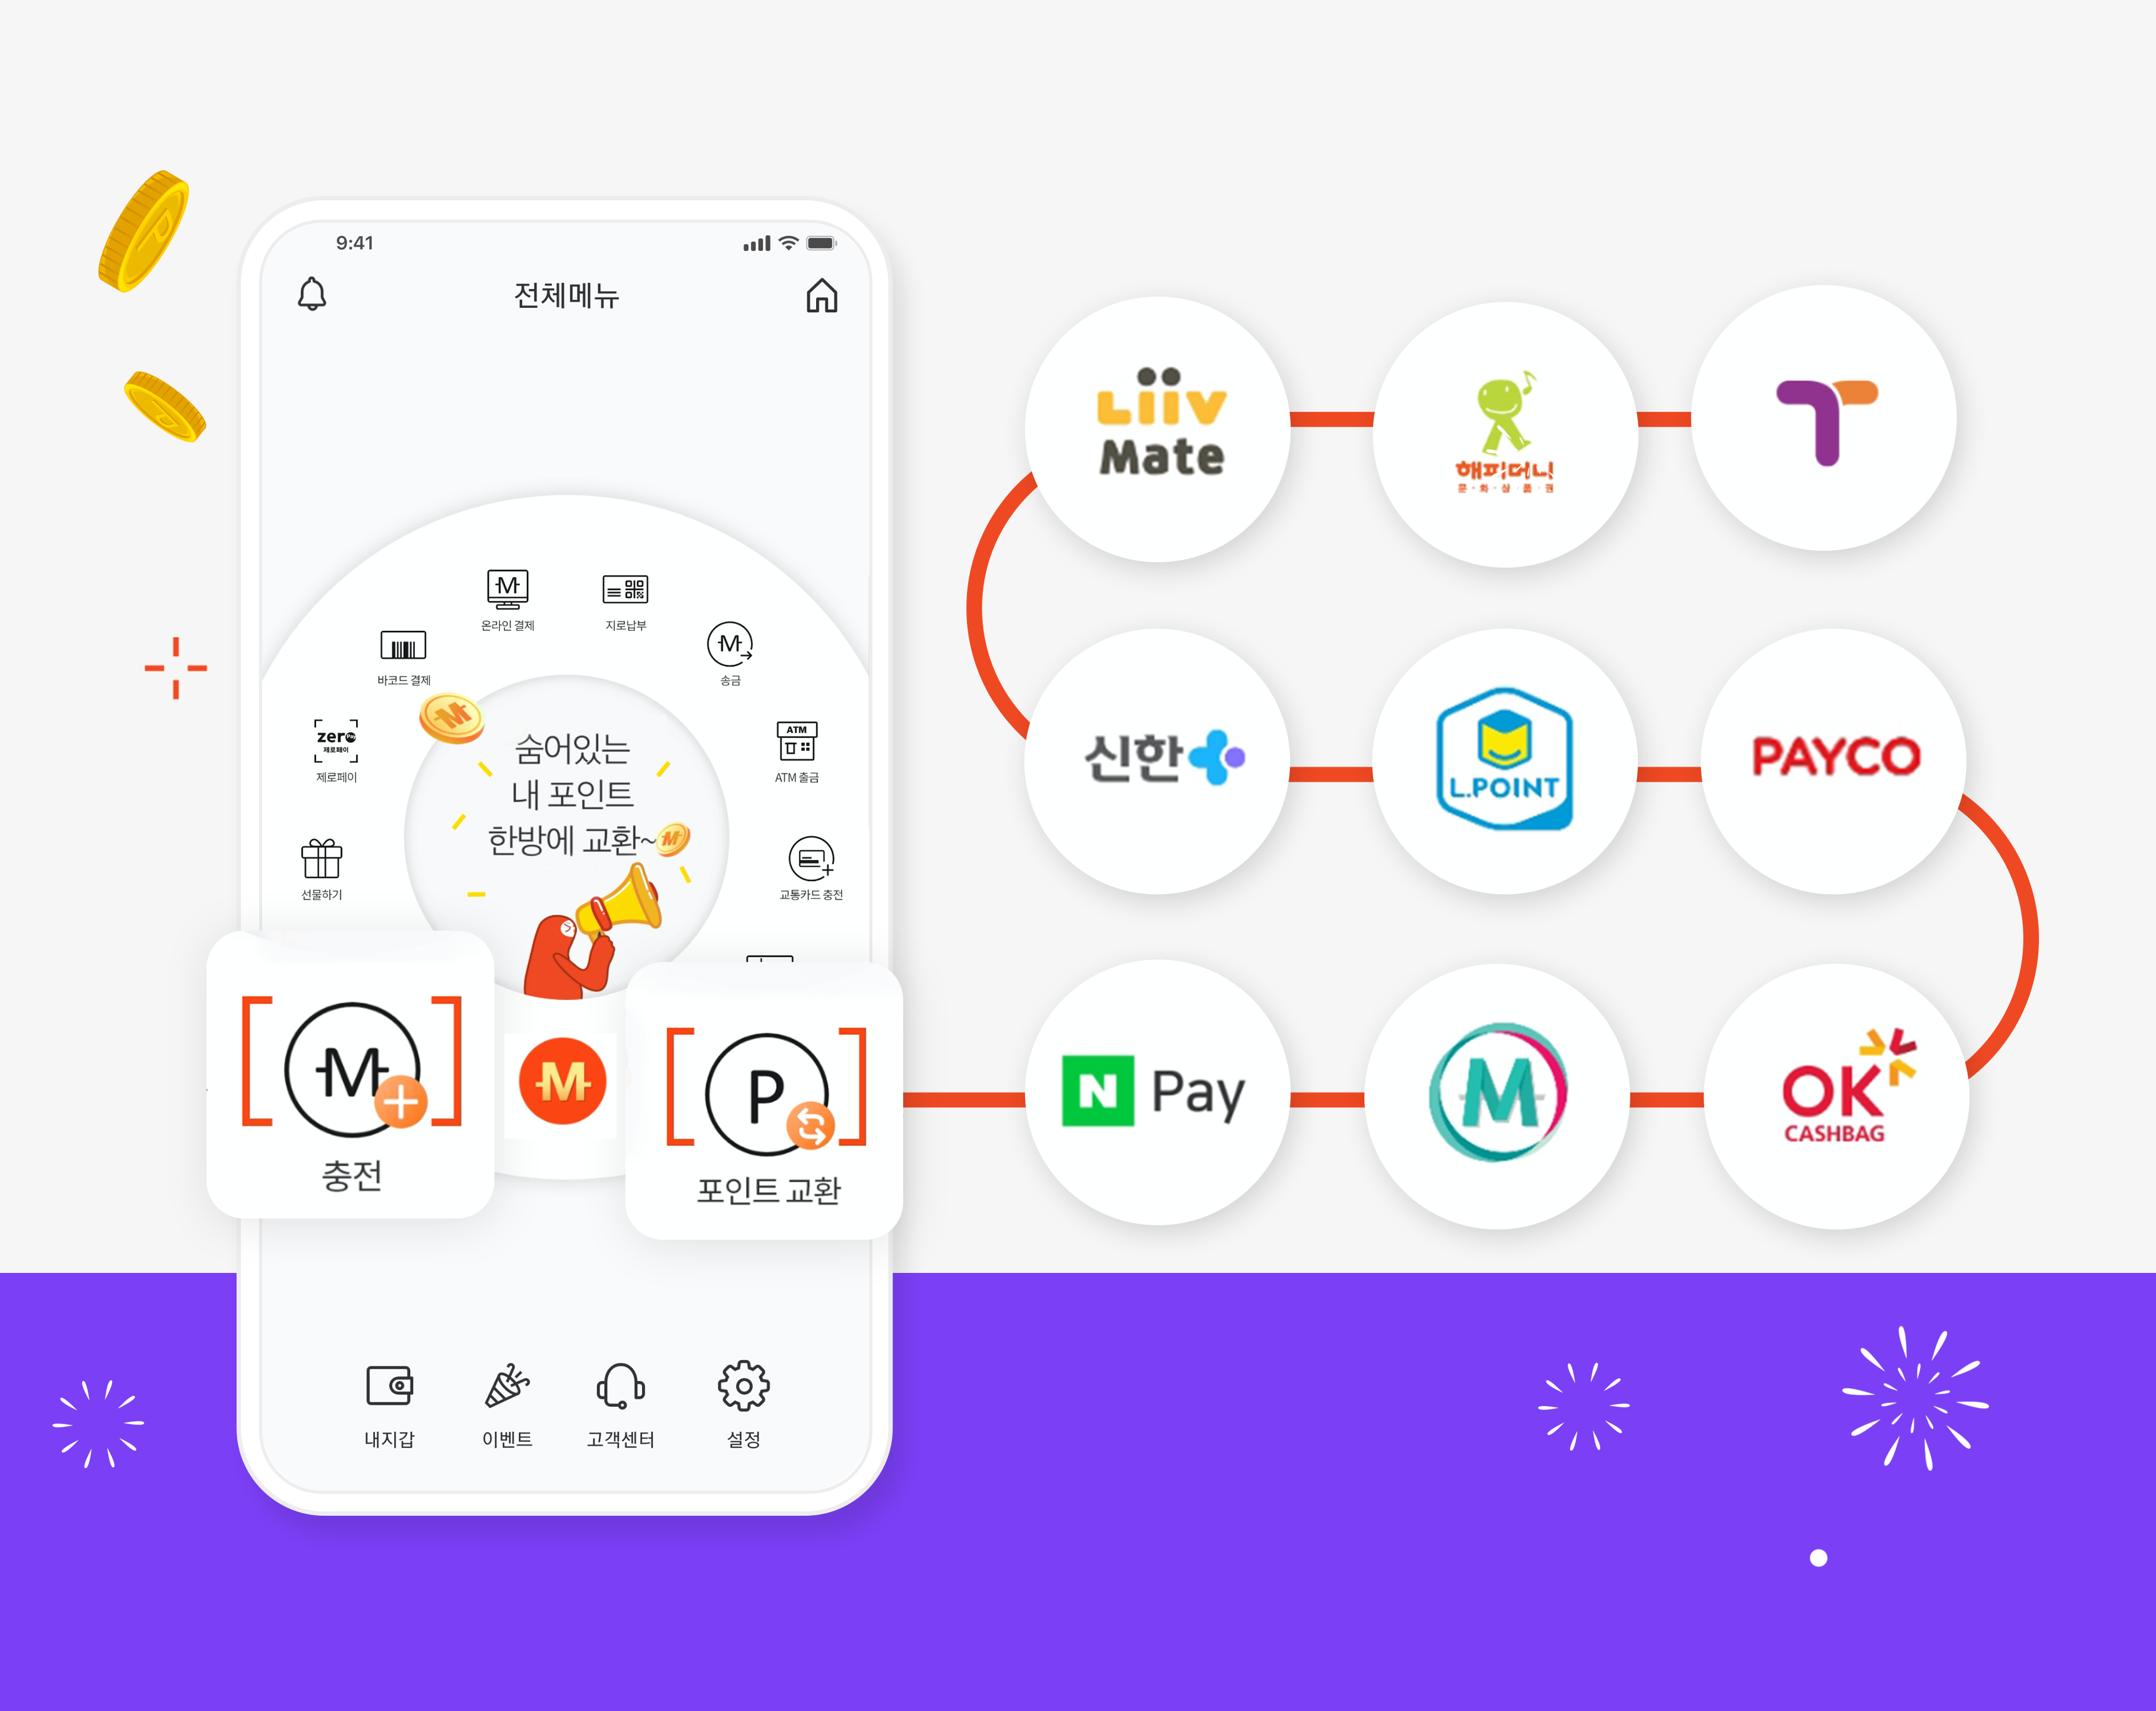 9:41
전체메뉴
M
온라인 결제
지로납부
바코드 결제
M
송금
zero Pay
제로페이
제로페이
ATM
ATM 출금
M
숨어있는
내 포인트
한방에 교환~
M
선물하기
교통카드 충전
M
충전
M
P
포인트 교환
내지갑
이벤트
고객센터
설정
Liiv
Mate
해피머니
문·화·상·품·권
T
신한
L.POINT
PAYCO
N Pay
M
OK
CASHBAG
P
P